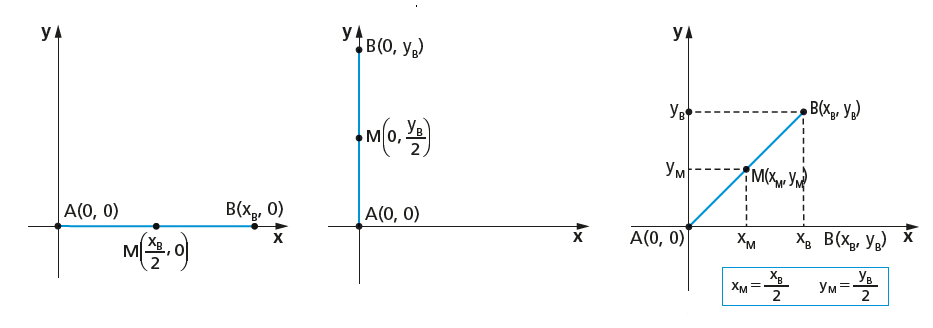 y
A(0, 0)
B(x_B, 0)
x
M(x_B/2, 0)
y
B(0, y_B)
M(0, y_B/2)
A(0, 0)
x
y
y_B
B(x_B, y_B)
y_M
M(x_M, y_M)
A(0, 0)
x_M
x_B
B(x_B, y_B)
x
x_M = x_B/2 y_M = y_B/2